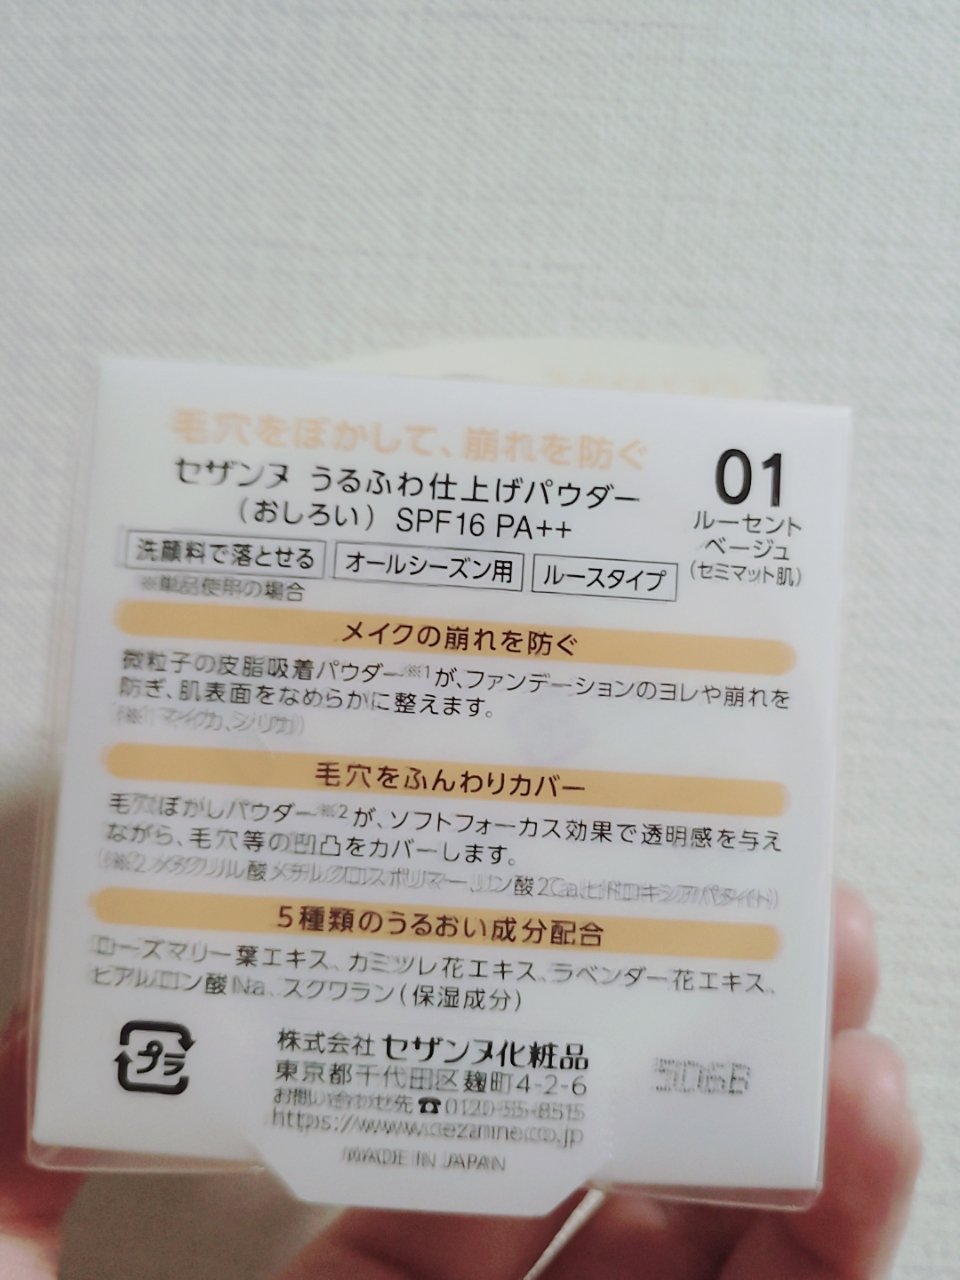 毛穴をぼかして、崩れを防ぐ
セザンヌ うるふわ仕上げパウダー
(おしろい) SPF16 PA++
01
ルーセント
ベージュ
(セミマット肌)
洗顔料で落とせる オールシーズン用 ルースタイプ
※単品使用の場合
メイクの崩れを防ぐ
微粒子の皮脂吸着パウダー※1が、ファンデーションのヨレや崩れを
防ぎ、肌表面をなめらかに整えます。
(※1 マイカ、シリカ)
毛穴をふんわりカバー
毛穴ぼかしパウダー※2が、ソフトフォーカス効果で透明感を与え
ながら、毛穴等の凹凸をカバーします。
(※2 メタクリル酸メチルクロスポリマー、リン酸2Ca、ヒドロキシアパタイト)
5種類のうるおい成分配合
ローズマリー葉エキス、カミツレ花エキス、ラベンダー花エキス、
ヒアルロン酸Na、スクワラン(保湿成分)
プラ
株式会社 セザンヌ化粧品
東京都千代田区麹町4-2-6
お問い合わせ先 ☎0120-55-8515
https://www.cezanne.co.jp
MADE IN JAPAN